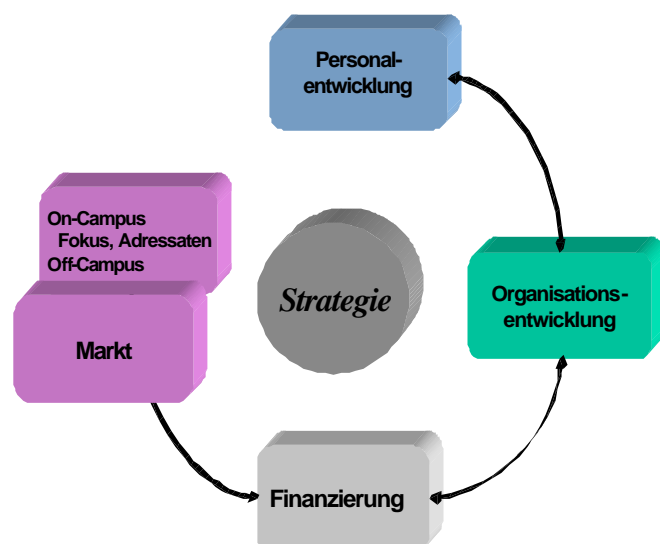 Personal-
entwicklung
On-Campus
Fokus, Adressaten
Off-Campus
Markt
Strategie
Organisations-
entwicklung
Finanzierung